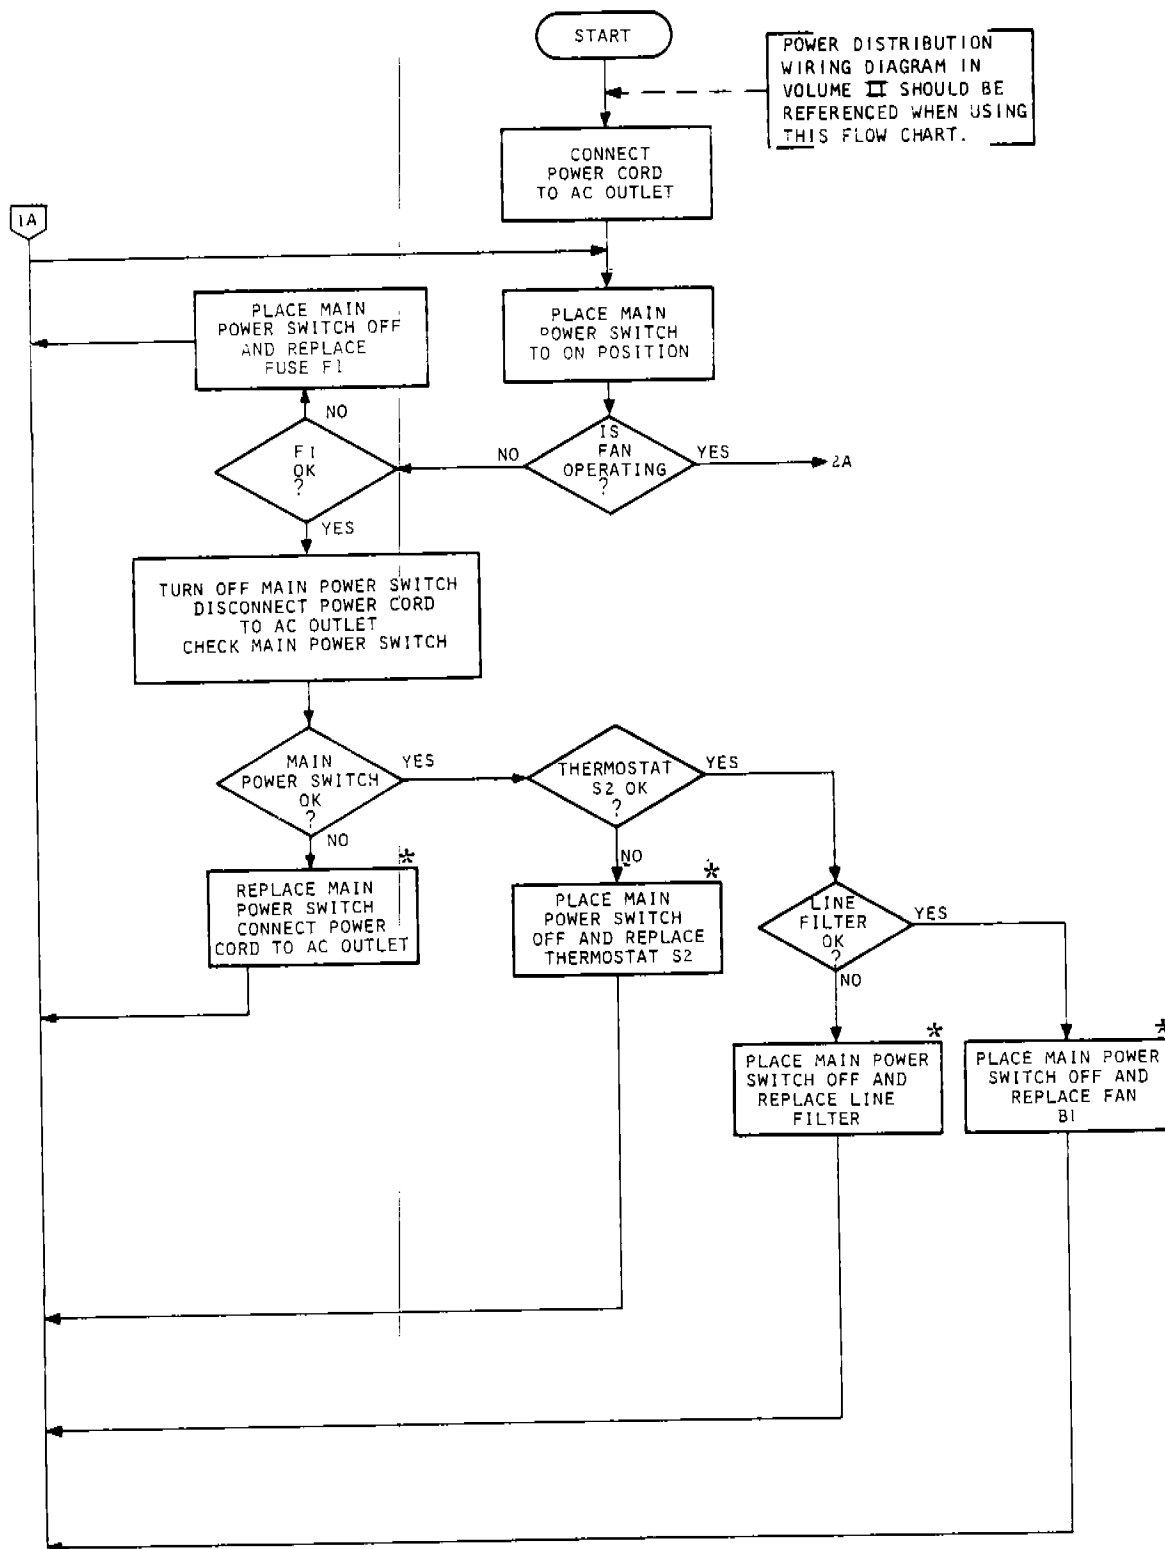 START
POWER DISTRIBUTION
WIRING DIAGRAM IN
VOLUME II SHOULD BE
REFERENCED WHEN USING
THIS FLOW CHART.
CONNECT
POWER CORD
TO AC OUTLET
1A
PLACE MAIN
POWER SWITCH OFF
AND REPLACE
FUSE F1
PLACE MAIN
POWER SWITCH
TO ON POSITION
NO
F1
OK
?
NO
IS
FAN
OPERATING
?
YES
2A
YES
TURN OFF MAIN POWER SWITCH
DISCONNECT POWER CORD
TO AC OUTLET
CHECK MAIN POWER SWITCH
MAIN
POWER SWITCH
OK
?
YES
THERMOSTAT
S2 OK
?
YES
NO
NO
*
REPLACE MAIN
POWER SWITCH
CONNECT POWER
CORD TO AC OUTLET
*
PLACE MAIN
POWER SWITCH
OFF AND REPLACE
THERMOSTAT S2
LINE
FILTER
OK
?
YES
NO
*
PLACE MAIN POWER
SWITCH OFF AND
REPLACE LINE
FILTER
*
PLACE MAIN POWER
SWITCH OFF AND
REPLACE FAN
B1